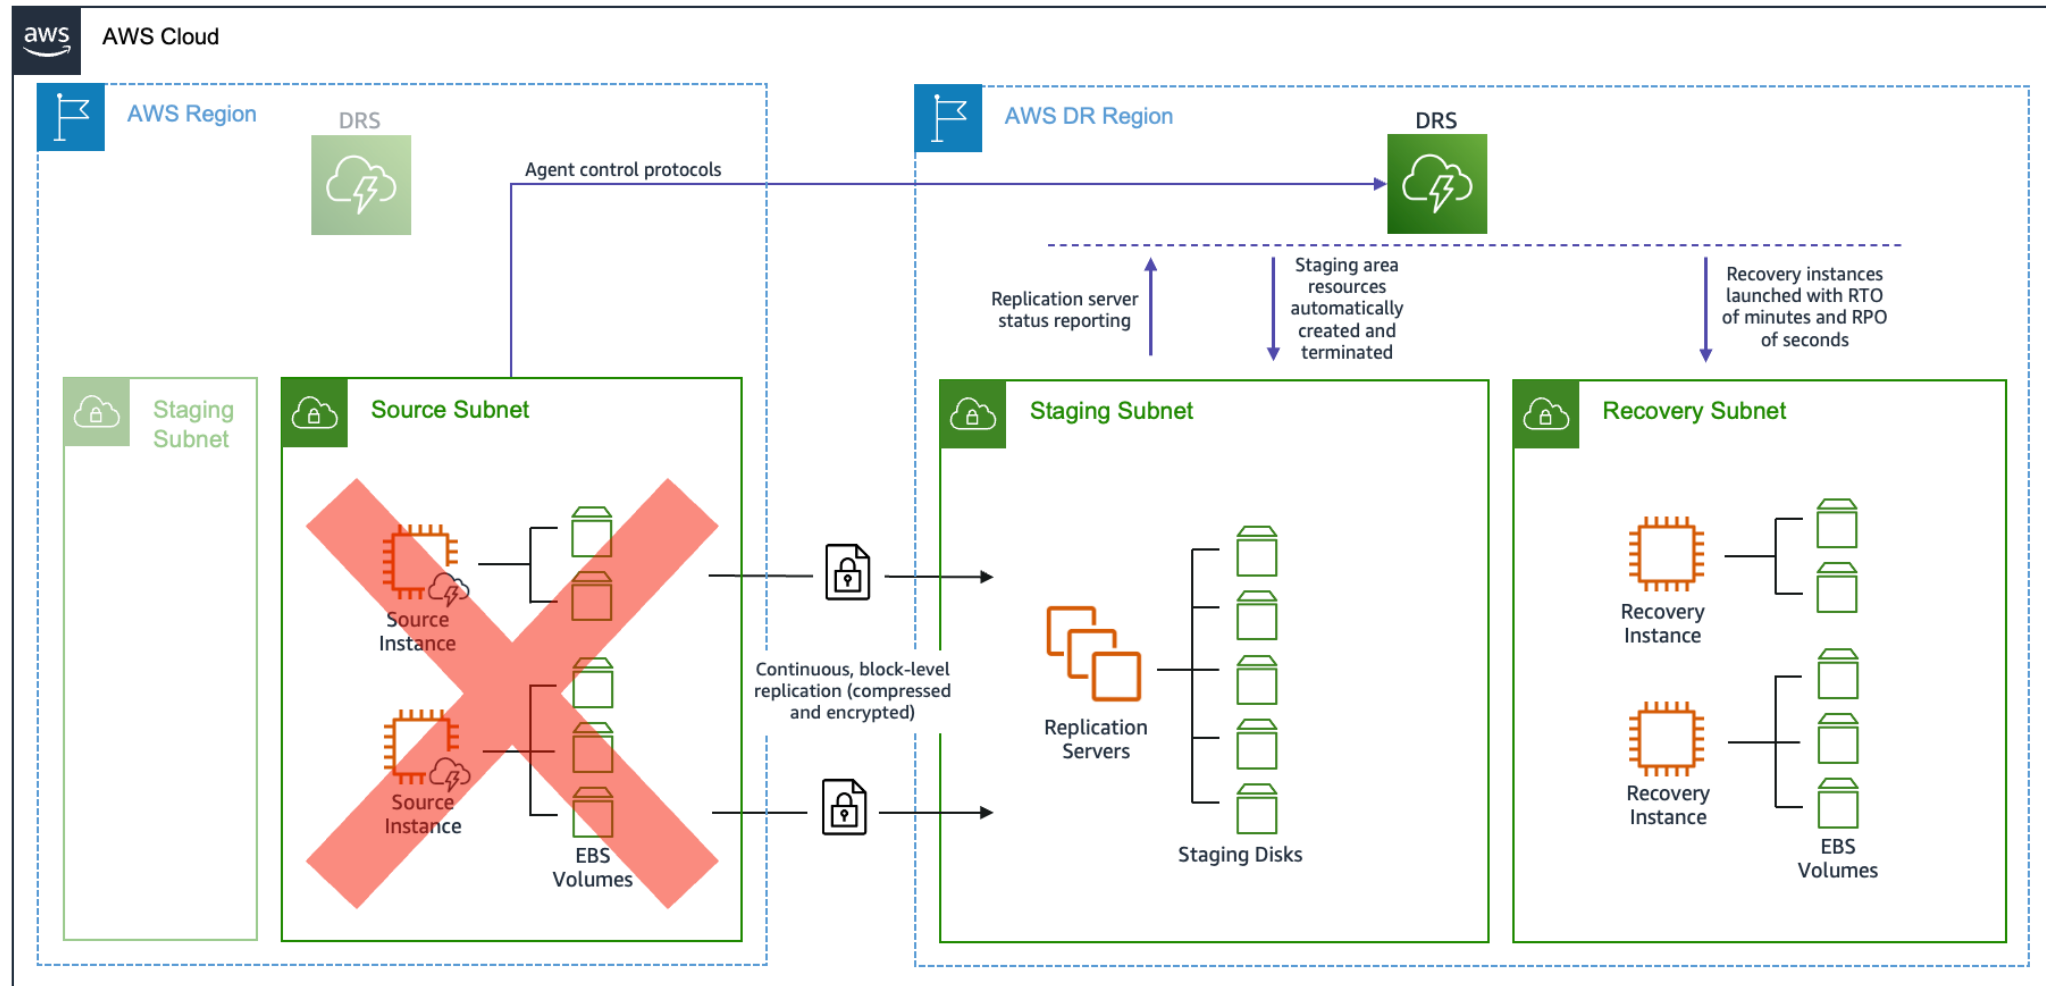 aws
AWS Cloud
AWS Region
DRS
Agent control protocols
AWS DR Region
DRS
Replication server
status reporting
Staging area
resources
automatically
created and
terminated
Recovery instances
launched with RTO
of minutes and RPO
of seconds
Staging
Subnet
Source Subnet
Source
Instance
Source
Instance
EBS
Volumes
Continuous, block-level
replication (compressed
and encrypted)
Staging Subnet
Replication
Servers
Staging Disks
Recovery Subnet
Recovery
Instance
Recovery
Instance
EBS
Volumes